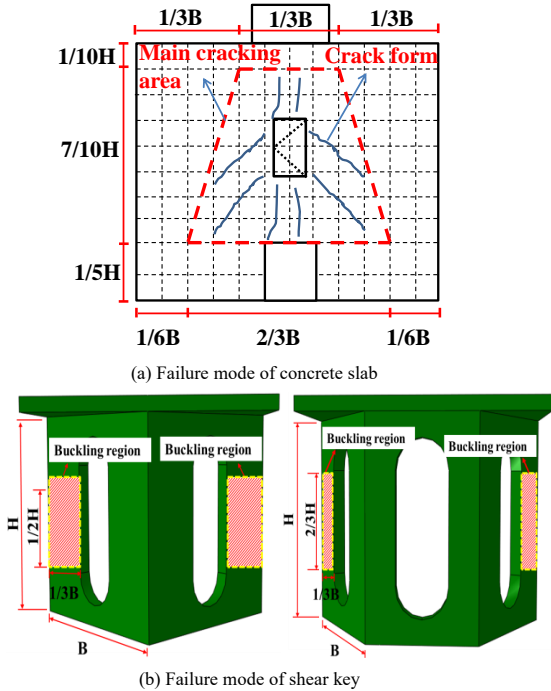 1/3B 1/3B 1/3B
1/10H
Main cracking
area
Crack form
7/10H
1/5H
1/6B 2/3B 1/6B
(a) Failure mode of concrete slab
Buckling region Buckling region
H
1/2H
1/3B
B
Buckling region Buckling region
H
2/3H
1/3B
B
(b) Failure mode of shear key